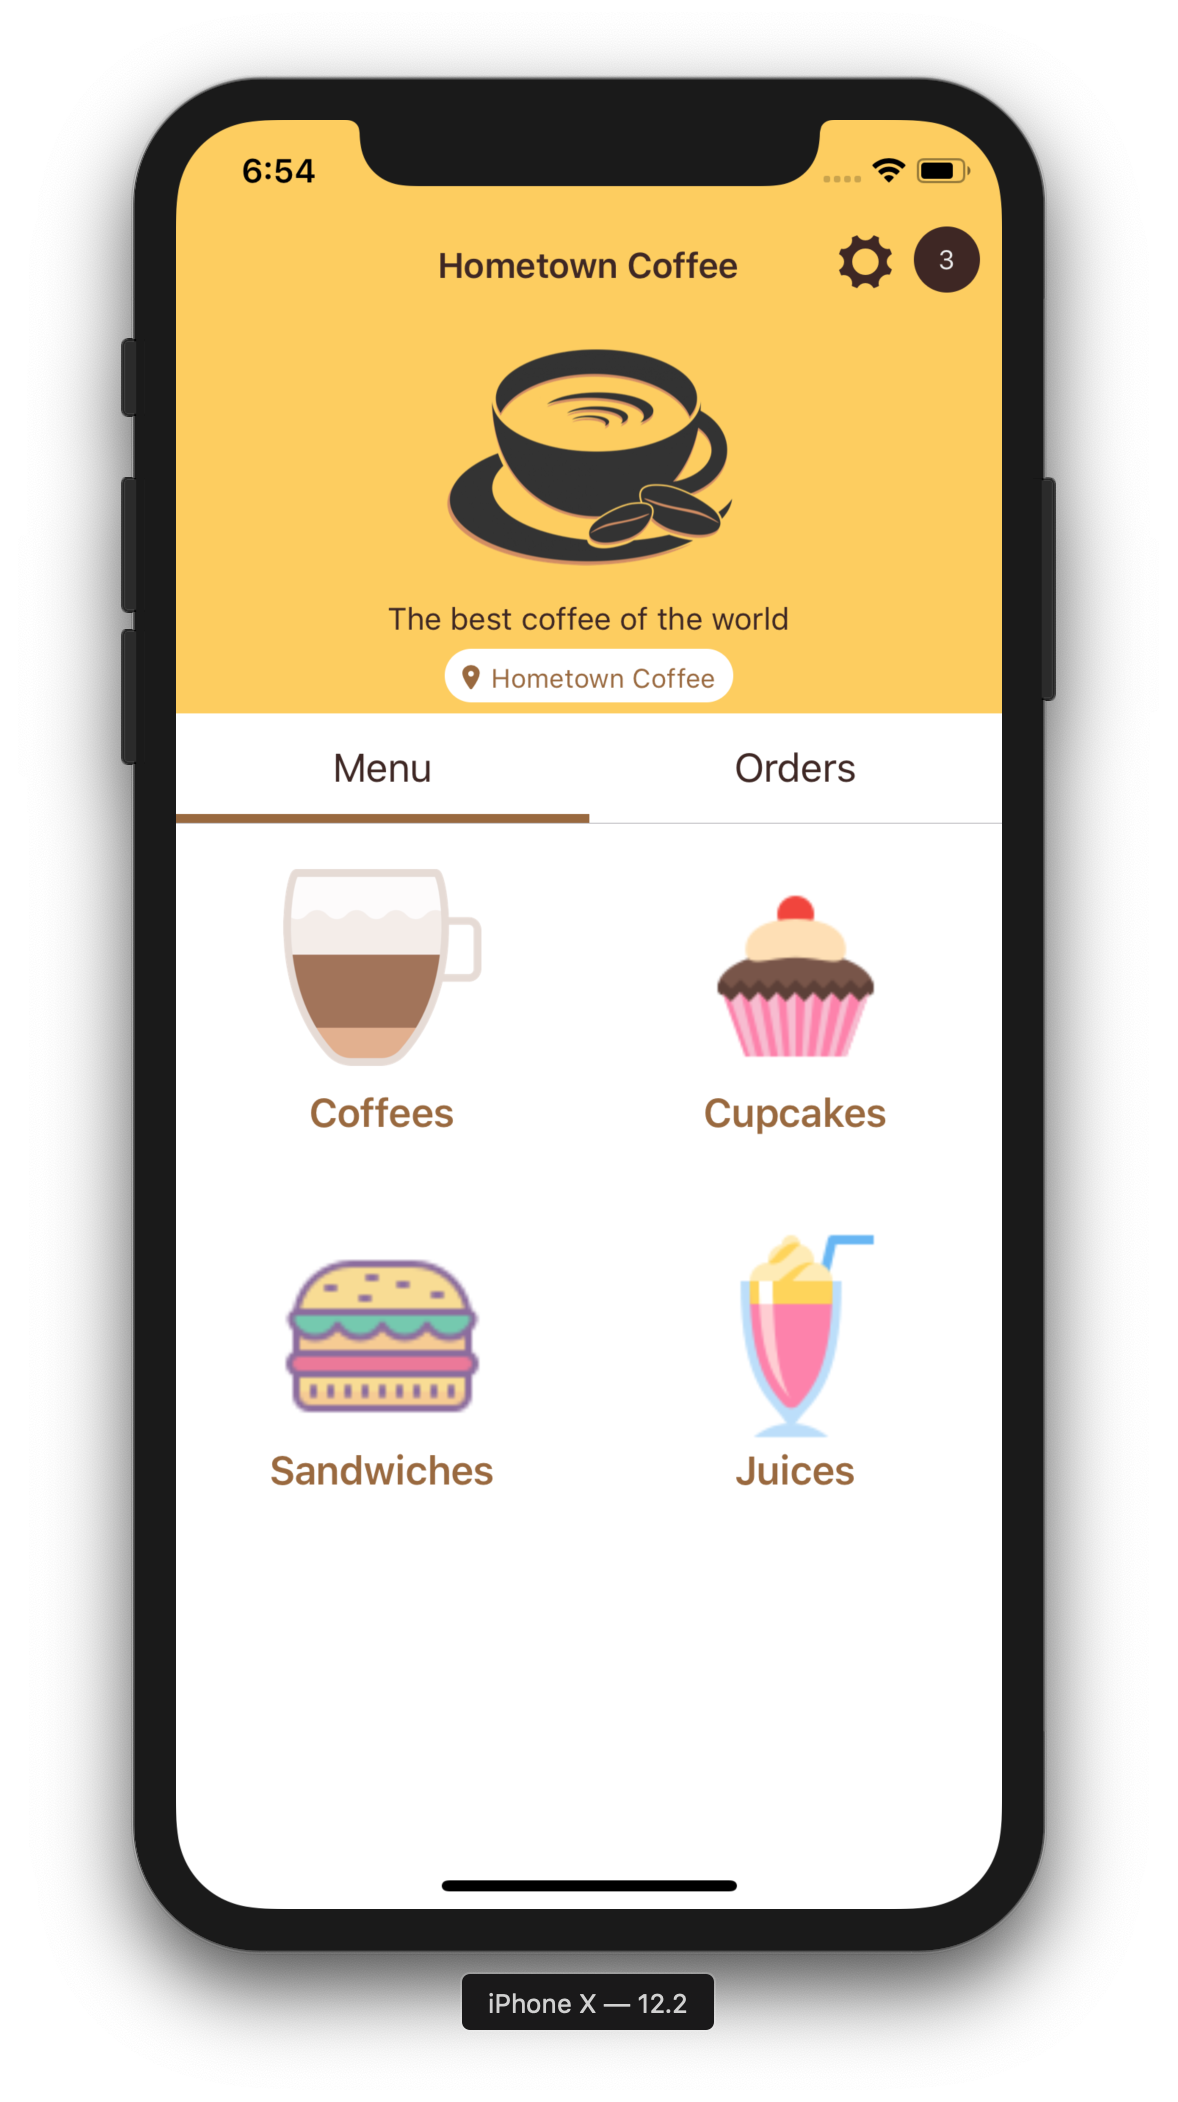 6:54
Hometown Coffee
3
The best coffee of the world
Hometown Coffee
Menu
Orders
Coffees
Cupcakes
Sandwiches
Juices
iPhone X — 12.2